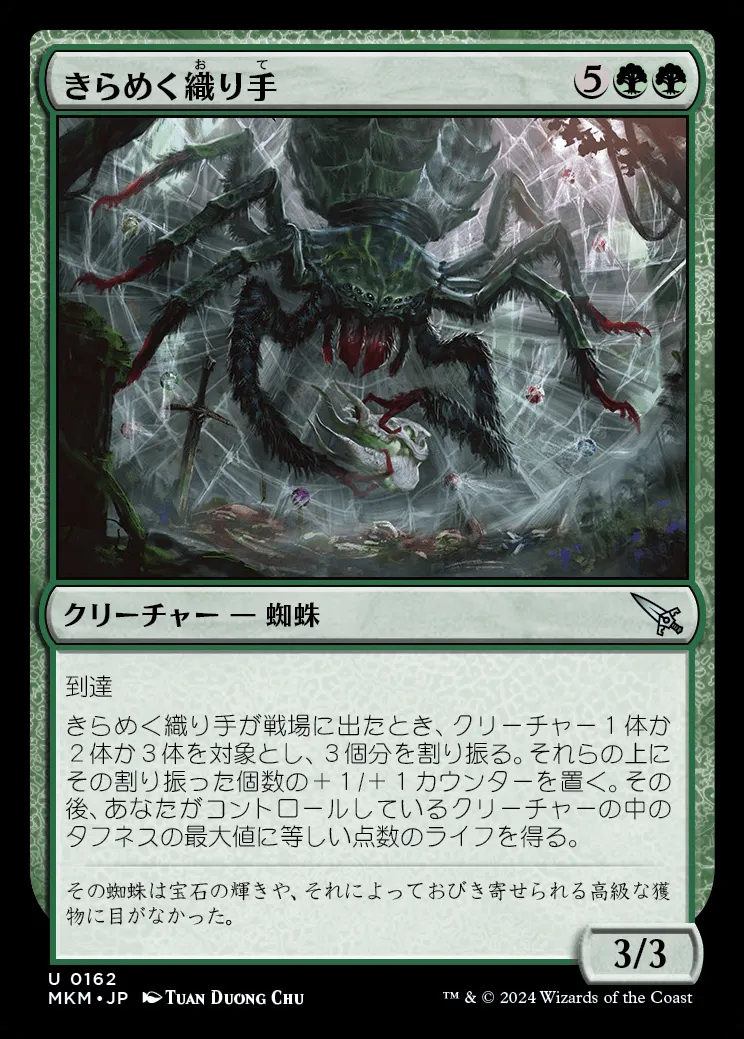 きらめく織り手
5
クリーチャー — 蜘蛛
到達
きらめく織り手が戦場に出たとき、クリーチャー１体か
２体か３体を対象とし、３個分を割り振る。それらの上に
その割り振った個数の＋１/＋１カウンターを置く。その
後、あなたがコントロールしているクリーチャーの中の
タフネスの最大値に等しい点数のライフを得る。
その蜘蛛は宝石の輝きや、それによっておびき寄せられる高級な獲
物に目がなかった。
3/3
U 0162
MKM • JP Tuan Duong Chu
™ & © 2024 Wizards of the Coast